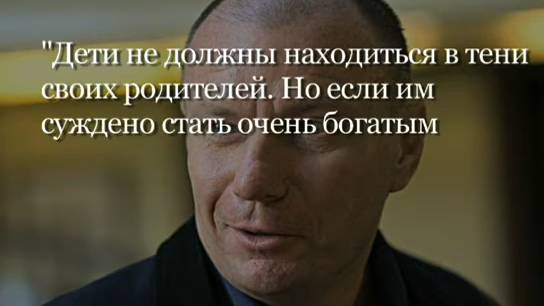 "Дети не должны находиться в тени
своих родителей. Но если им
суждено стать очень богатым